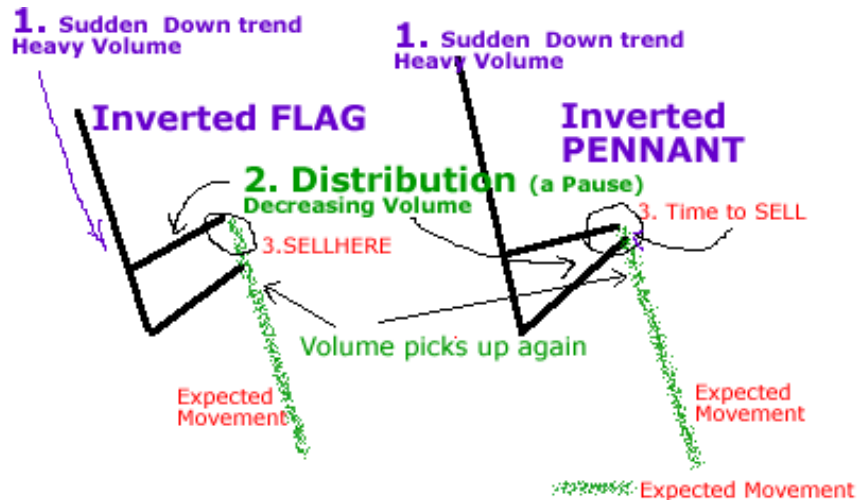 1. Sudden Down trend
Heavy Volume
1. Sudden Down trend
Heavy Volume
Inverted FLAG
Inverted
PENNANT
2. Distribution (a Pause)
Decreasing Volume
3. Time to SELL
3.SELLHERE
Volume picks up again
Expected
Movement
Expected
Movement
Expected Movement